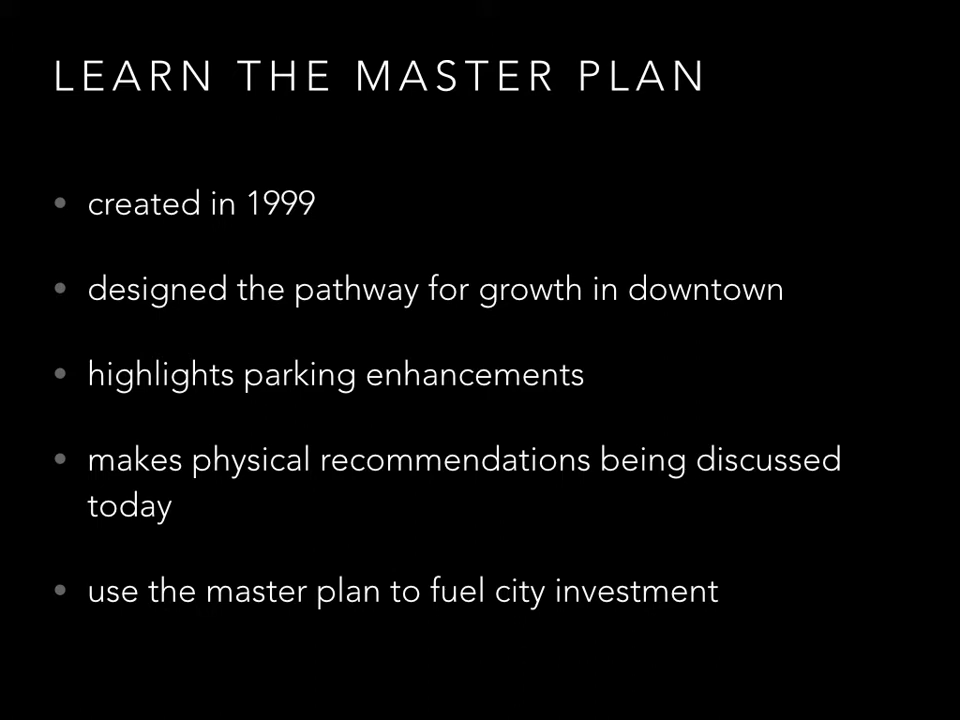 LEARN THE MASTER PLAN
• created in 1999
• designed the pathway for growth in downtown
• highlights parking enhancements
• makes physical recommendations being discussed
today
• use the master plan to fuel city investment